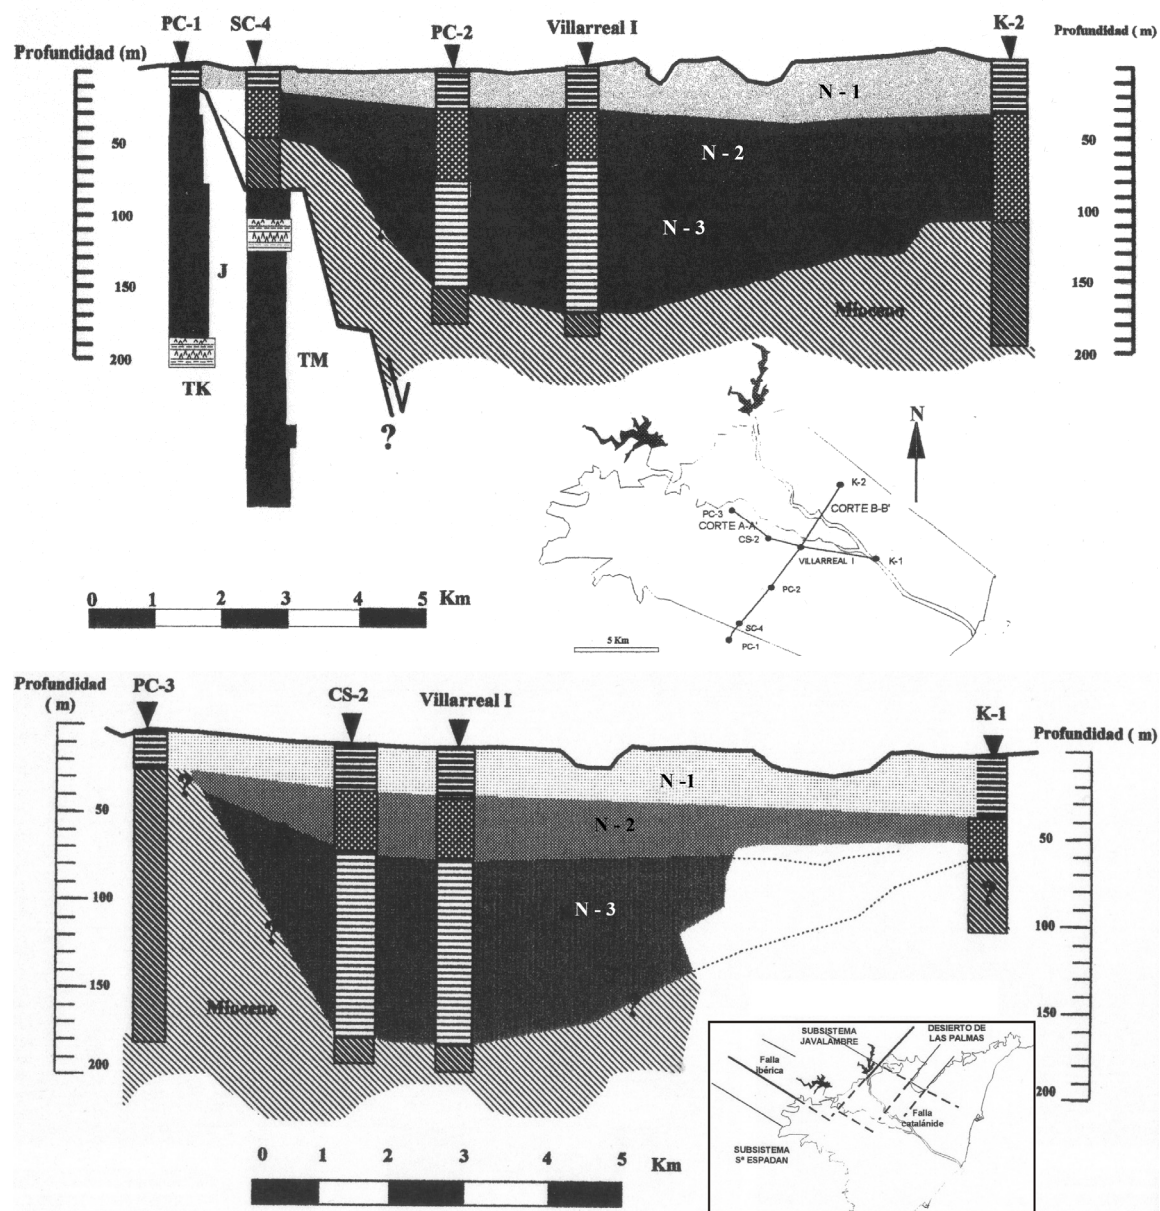 PC-1 SC-4 PC-2 Villarreal I K-2
Profundidad (m) Profundidad ( m)
N - 1
N - 2
N - 3
50 50
100 100
150 150
200 200
J
Mioceno
TM
TK
?
N
K-2
PC-3 CORTE B-B'
CORTE A-A'
CS-2
VILLARREAL I K-1
PC-2
SC-4
PC-1
0 1 2 3 4 5 Km
5 Km
PC-3 CS-2 Villarreal I K-1
Profundidad
( m)
Profundidad ( m)
N -1
N - 2
N - 3
50 50
100 100
150 150
200 200
Mioceno
?
?
?
?
SUBSISTEMA
JAVALAMBRE
DESIERTO DE
LAS PALMAS
Falla
ibérica
Falla
catalánide
SUBSISTEMA
Sª ESPADAN
0 1 2 3 4 5 Km